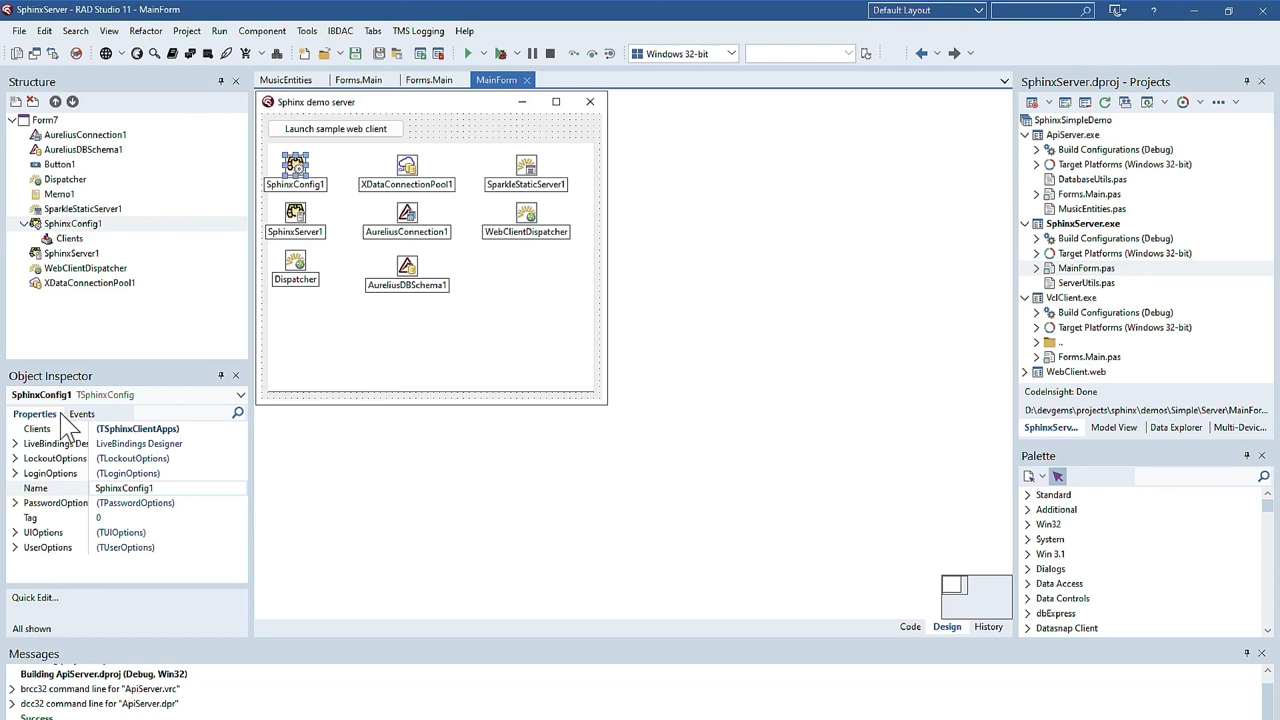 SphinxServer - RAD Studio 11 - MainForm
Default Layout
File Edit Search View Refactor Project Run Component Tools IBDAC Tabs TMS Logging Help
Windows 32-bit
Structure
Form7
AureliusConnection1
AureliusDBSchema1
Button1
Dispatcher
Memo1
SparkleStaticServer1
SphinxConfig1
Clients
SphinxServer1
WebClientDispatcher
XDataConnectionPool1
Object Inspector
SphinxConfig1 TSphinxConfig
Properties Events
Clients (TSphinxClientApps)
LiveBindings Des LiveBindings Designer
LockoutOptions (TLockoutOptions)
LoginOptions (TLoginOptions)
Name SphinxConfig1
PasswordOption (TPasswordOptions)
Tag 0
UIOptions (TUIOptions)
UserOptions (TUserOptions)
Quick Edit...
All shown
MusicEntities Forms.Main Forms.Main MainForm
Sphinx demo server
Launch sample web client
SphinxConfig1 XDataConnectionPool1 SparkleStaticServer1
SphinxServer1 AureliusConnection1 WebClientDispatcher
Dispatcher AureliusDBSchema1
Code Design History
SphinxServer.dproj - Projects
SphinxSimpleDemo
ApiServer.exe
Build Configurations (Debug)
Target Platforms (Windows 32-bit)
DatabaseUtils.pas
Forms.Main.pas
MusicEntities.pas
SphinxServer.exe
Build Configurations (Debug)
Target Platforms (Windows 32-bit)
MainForm.pas
ServerUtils.pas
VclClient.exe
Build Configurations (Debug)
Target Platforms (Windows 32-bit)
..
Forms.Main.pas
WebClient.web
CodeInsight: Done
D:\devgems\projects\sphinx\demos\Simple\Server\MainFor...
SphinxServ... Model View Data Explorer Multi-Devic...
Palette
Standard
Additional
Win32
System
Win 3.1
Dialogs
Data Access
Data Controls
dbExpress
Datasnap Client
Messages
Building ApiServer.dproj (Debug, Win32)
brcc32 command line for "ApiServer.vrc"
dcc32 command line for "ApiServer.dpr"
Success